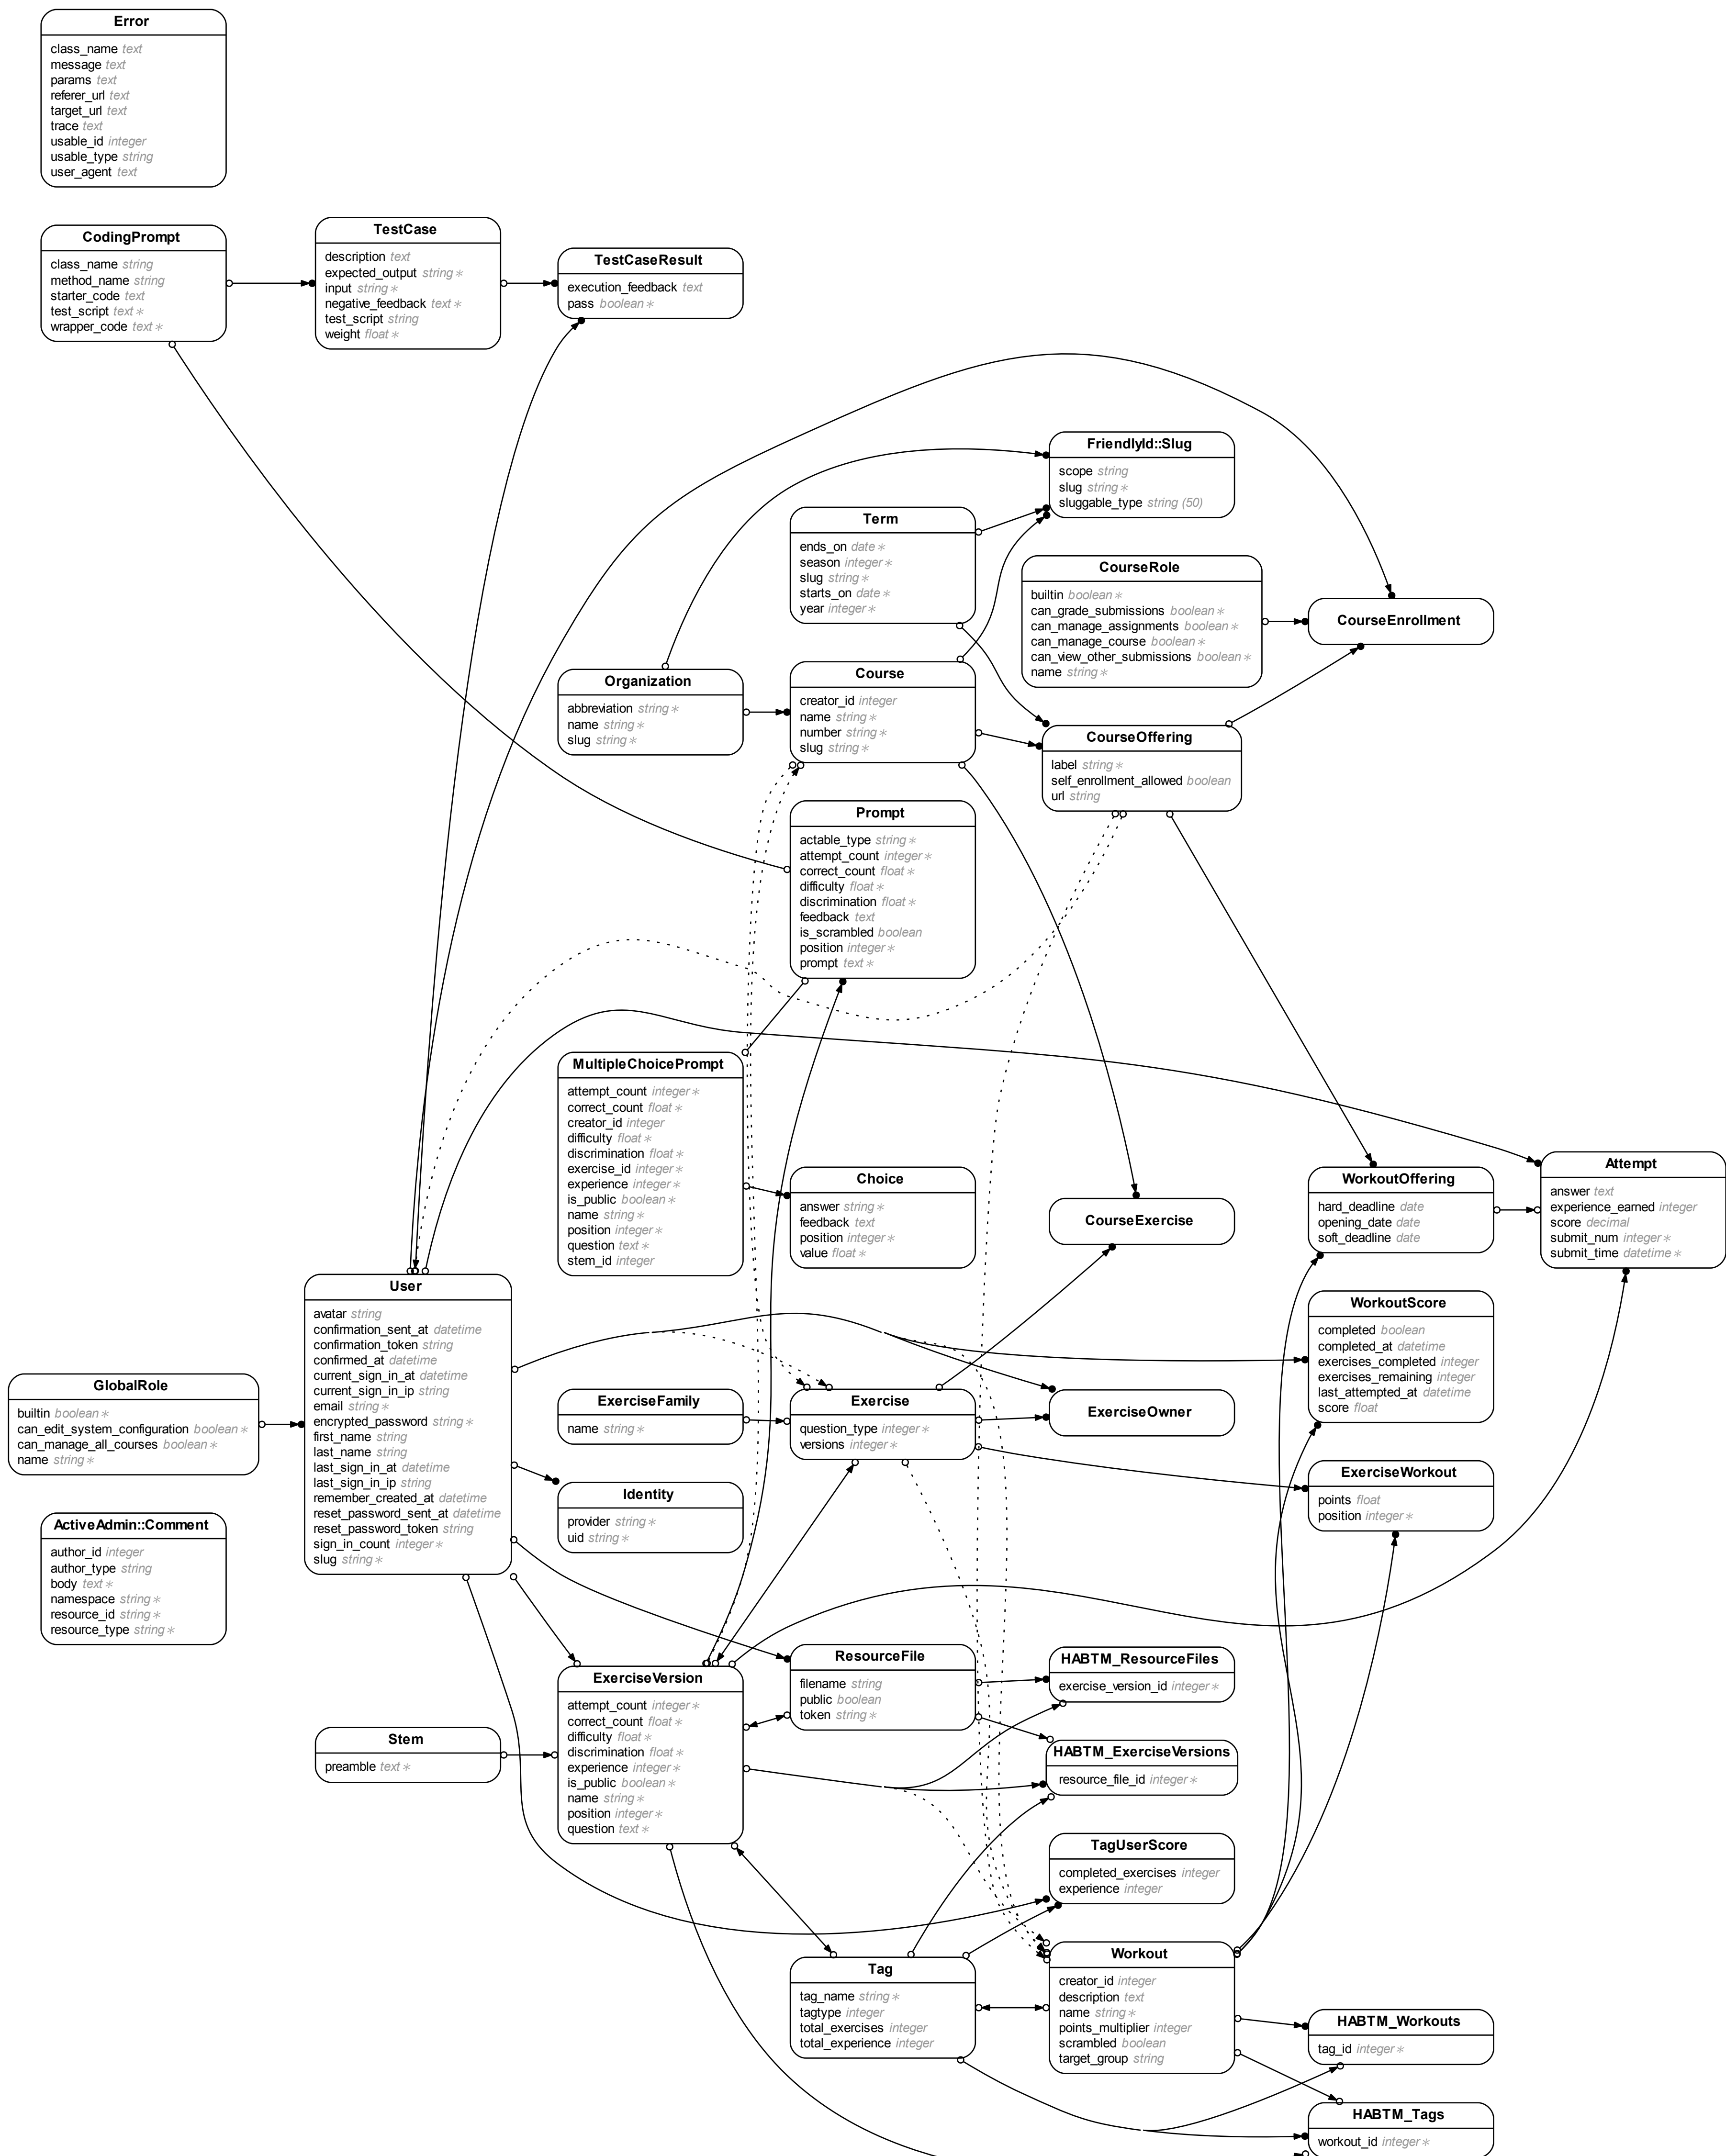 Error
class_name text
message text
params text
referer_url text
target_url text
trace text
usable_id integer
usable_type string
user_agent text
CodingPrompt
class_name string
method_name string
starter_code text
test_script text ∗
wrapper_code text ∗
TestCase
description text
expected_output string ∗
input string ∗
negative_feedback text ∗
test_script string
weight float ∗
TestCaseResult
execution_feedback text
pass boolean ∗
FriendlyId::Slug
scope string
slug string ∗
sluggable_type string (50)
Term
ends_on date ∗
season integer ∗
slug string ∗
starts_on date ∗
year integer ∗
CourseRole
builtin boolean ∗
can_grade_submissions boolean ∗
can_manage_assignments boolean ∗
can_manage_course boolean ∗
can_view_other_submissions boolean ∗
name string ∗
CourseEnrollment
Organization
abbreviation string ∗
name string ∗
slug string ∗
Course
creator_id integer
name string ∗
number string ∗
slug string ∗
CourseOffering
label string ∗
self_enrollment_allowed boolean
url string
Prompt
actable_type string ∗
attempt_count integer ∗
correct_count float ∗
difficulty float ∗
discrimination float ∗
feedback text
is_scrambled boolean
position integer ∗
prompt text ∗
MultipleChoicePrompt
attempt_count integer ∗
correct_count float ∗
creator_id integer
difficulty float ∗
discrimination float ∗
exercise_id integer ∗
experience integer ∗
is_public boolean ∗
name string ∗
position integer ∗
question text ∗
stem_id integer
Choice
answer string ∗
feedback text
position integer ∗
value float ∗
CourseExercise
WorkoutOffering
hard_deadline date
opening_date date
soft_deadline date
Attempt
answer text
experience_earned integer
score decimal
submit_num integer ∗
submit_time datetime ∗
User
avatar string
confirmation_sent_at datetime
confirmation_token string
confirmed_at datetime
current_sign_in_at datetime
current_sign_in_ip string
email string ∗
encrypted_password string ∗
first_name string
last_name string
last_sign_in_at datetime
last_sign_in_ip string
remember_created_at datetime
reset_password_sent_at datetime
reset_password_token string
sign_in_count integer ∗
slug string ∗
WorkoutScore
completed boolean
completed_at datetime
exercises_completed integer
exercises_remaining integer
last_attempted_at datetime
score float
GlobalRole
builtin boolean ∗
can_edit_system_configuration boolean ∗
can_manage_all_courses boolean ∗
name string ∗
ExerciseFamily
name string ∗
Exercise
question_type integer ∗
versions integer ∗
ExerciseOwner
ExerciseWorkout
points float
position integer ∗
Identity
provider string ∗
uid string ∗
ActiveAdmin::Comment
author_id integer
author_type string
body text ∗
namespace string ∗
resource_id string ∗
resource_type string ∗
ExerciseVersion
attempt_count integer ∗
correct_count float ∗
difficulty float ∗
discrimination float ∗
experience integer ∗
is_public boolean ∗
name string ∗
position integer ∗
question text ∗
ResourceFile
filename string
public boolean
token string ∗
HABTM_ResourceFiles
exercise_version_id integer ∗
Stem
preamble text ∗
HABTM_ExerciseVersions
resource_file_id integer ∗
TagUserScore
completed_exercises integer
experience integer
Tag
tag_name string ∗
tagtype integer
total_exercises integer
total_experience integer
Workout
creator_id integer
description text
name string ∗
points_multiplier integer
scrambled boolean
target_group string
HABTM_Workouts
tag_id integer ∗
HABTM_Tags
workout_id integer ∗